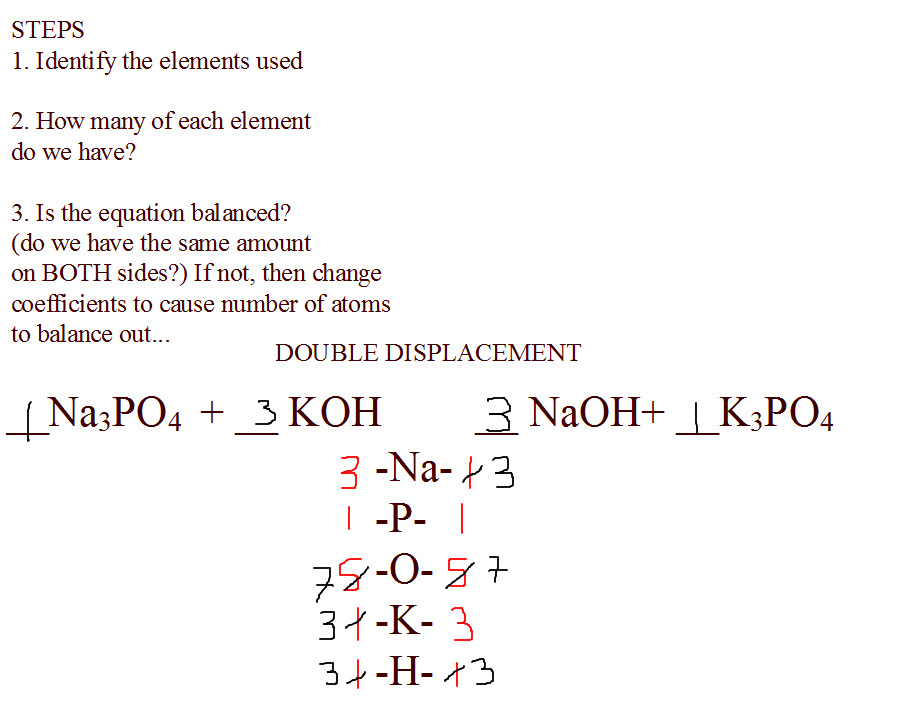 STEPS
1. Identify the elements used
2. How many of each element
do we have?
3. Is the equation balanced?
(do we have the same amount
on BOTH sides?) If not, then change
coefficients to cause number of atoms
to balance out...
DOUBLE DISPLACEMENT
1 Na₃PO₄ + 3 KOH 3 NaOH+ 1 K₃PO₄
3 -Na- 1 3
1 -P- 1
7 5 -O- 5 7
3 1 -K- 3
3 1 -H- 1 3